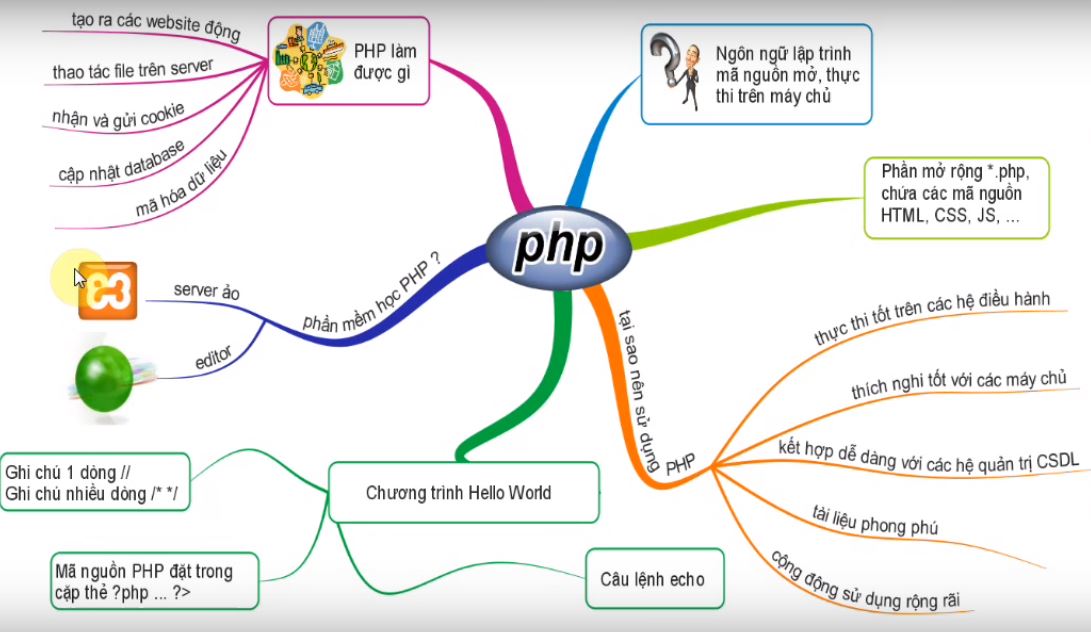 tạo ra các website động
thao tác file trên server
nhận và gửi cookie
cập nhật database
mã hóa dữ liệu
PHP làm
được gì
Ngôn ngữ lập trình
mã nguồn mở, thực
thi trên máy chủ
Phần mở rộng *.php,
chứa các mã nguồn
HTML, CSS, JS, ...
php
phần mềm học PHP ?
server ảo
editor
tại sao nên sử dụng PHP
thực thi tốt trên các hệ điều hành
thích nghi tốt với các máy chủ
kết hợp dễ dàng với các hệ quản trị CSDL
tài liệu phong phú
cộng động sử dụng rộng rãi
Chương trình Hello World
Ghi chú 1 dòng //
Ghi chú nhiều dòng /* */
Mã nguồn PHP đặt trong
cặp thẻ ?php ... ?>
Câu lệnh echo